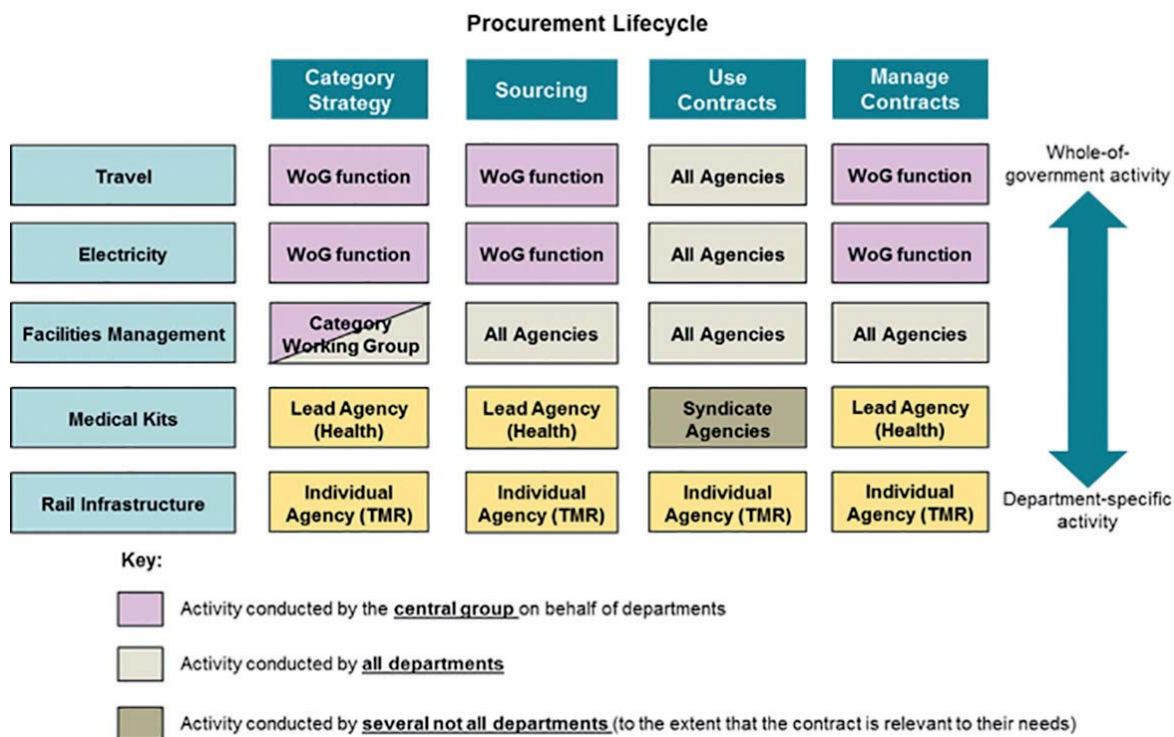 Procurement Lifecycle
Category
Strategy
Sourcing
Use
Contracts
Manage
Contracts
Travel
WoG function
WoG function
All Agencies
WoG function
Whole-of-
government activity
Electricity
WoG function
WoG function
All Agencies
WoG function
Facilities Management
Category
Working Group
All Agencies
All Agencies
All Agencies
Medical Kits
Lead Agency
(Health)
Lead Agency
(Health)
Syndicate
Agencies
Lead Agency
(Health)
Rail Infrastructure
Individual
Agency (TMR)
Individual
Agency (TMR)
Individual
Agency (TMR)
Individual
Agency (TMR)
Department-specific
activity
Key:
Activity conducted by the central group on behalf of departments
Activity conducted by all departments
Activity conducted by several not all departments (to the extent that the contract is relevant to their needs)